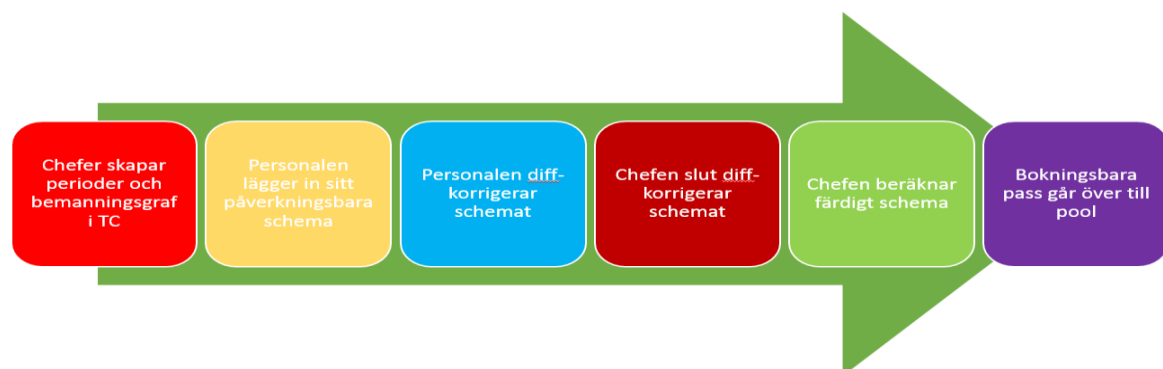 Chefer skapar
perioder och
bemanningsgraf
i TC
Personalen
lägger in sitt
påverkningsbara
schema
Personalen diff-
korrigerar
schemat
Chefen slut diff-
korrigerar
schemat
Chefen beräknar
färdigt schema
Bokningsbara
pass går över till
pool